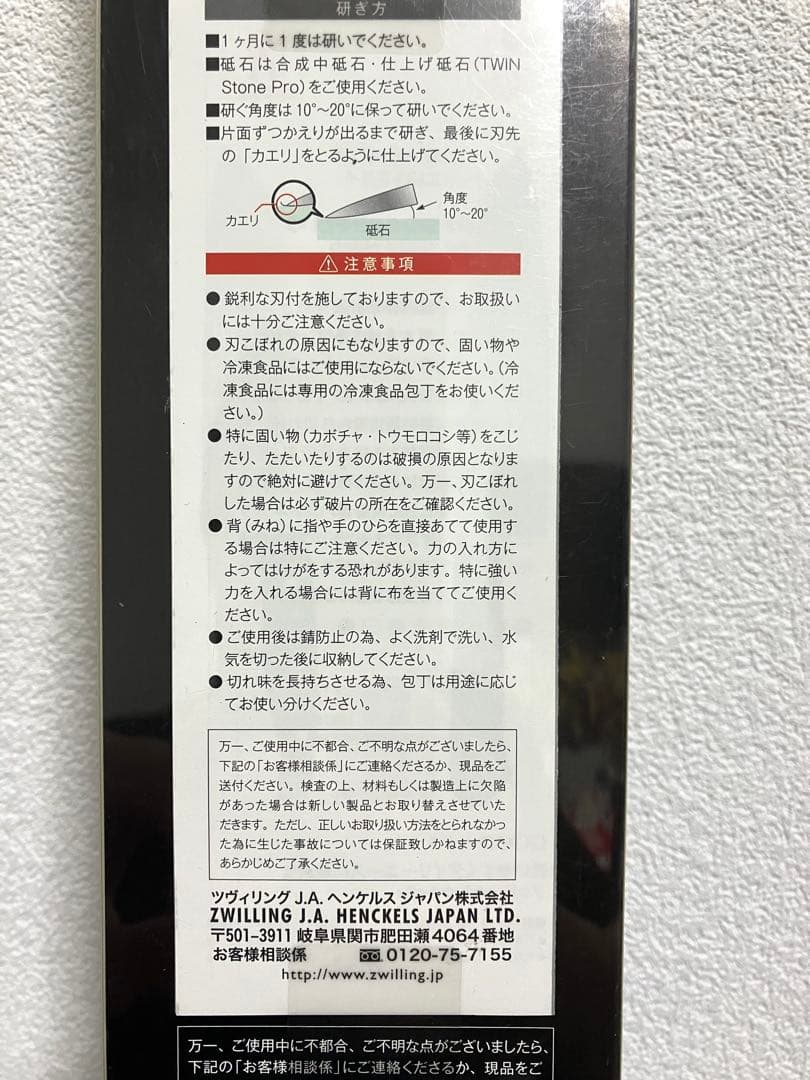 研ぎ方
■1ヶ月に1度は研いでください。
■砥石は合成中砥石・仕上げ砥石(TWIN
Stone Pro)をご使用ください。
■研ぐ角度は10°~20°に保って研いでください。
■片面ずつかえりが出るまで研ぎ、最後に刃先
の「カエリ」をとるように仕上げてください。
カエリ
角度
10°~20°
砥石
⚠注意事項
● 鋭利な刃付を施しておりますので、お取扱い
には十分ご注意ください。
● 刃こぼれの原因にもなりますので、固い物や
冷凍食品にはご使用にならないでください。(冷
凍食品には専用の冷凍食品包丁をお使いくだ
さい。)
● 特に固い物(カボチャ・トウモロコシ等)をこじ
たり、たたいたりするのは破損の原因となりま
すので絶対に避けてください。万一、刃こぼれ
した場合は必ず破片の所在をご確認ください。
● 背(みね)に指や手のひらを直接あてて使用す
る場合は特にご注意ください。力の入れ方に
よってはけがをする恐れがあります。特に強い
力を入れる場合には背に布を当ててご使用く
ださい。
● ご使用後は錆防止の為、よく洗剤で洗い、水
気を切った後に収納してください。
● 切れ味を長持ちさせる為、包丁は用途に応じ
てお使い分けください。
万一、ご使用中に不都合、ご不明な点がございましたら、
下記の「お客様相談係」にご連絡くださるか、現品をご
送付ください。検査の上、材料もしくは製造上に欠陥
があった場合は新しい製品とお取り替えさせていた
だきます。ただし、正しいお取り扱い方法をとられなかっ
た為に生じた事故については保証致しかねますので、
あらかじめご了承ください。
ツヴィリング J.A. ヘンケルス ジャパン株式会社
ZWILLING J.A. HENCKELS JAPAN LTD.
〒501-3911 岐阜県関市肥田瀬4064番地
お客様相談係 0120-75-7155
http://www.zwilling.jp
万一、ご使用中に不都合、ご不明な点がございましたら、
下記の「お客様相談係」にご連絡くださるか、現品をご